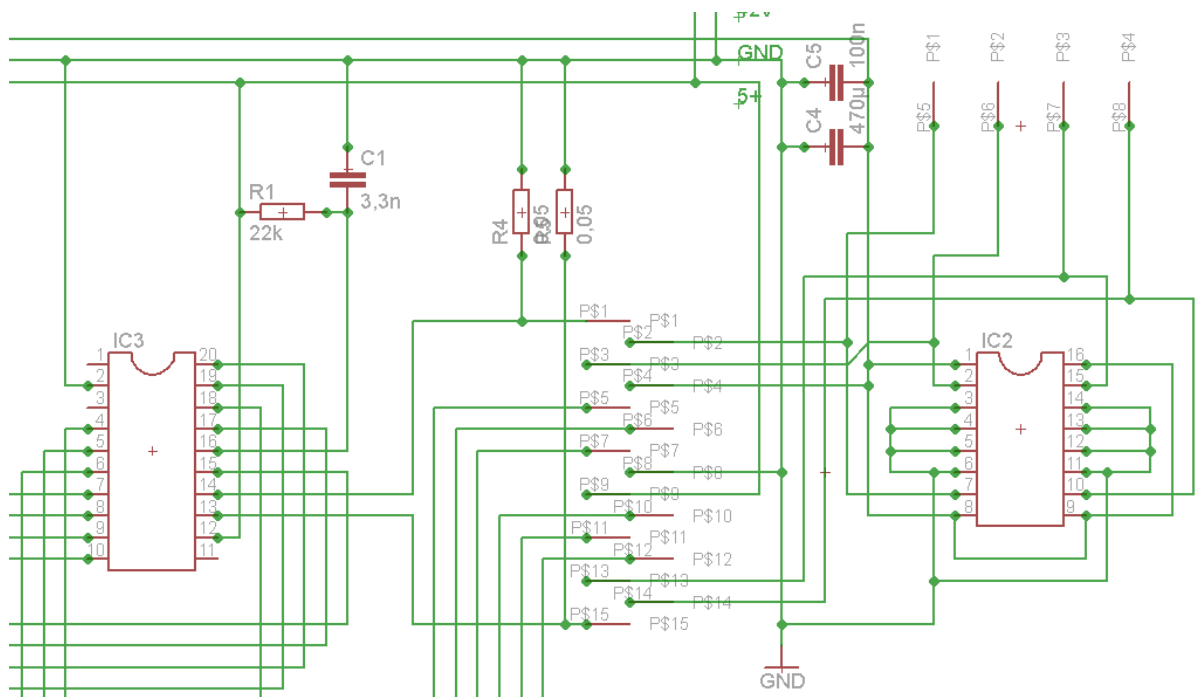 GND
5+
C5
100n
C4
470µ
P$1
P$2
P$3
P$4
P$5
P$6
P$7
P$8
C1
3,3n
R1
22k
R4
0,05
0,05
IC3
1
2
3
4
5
6
7
8
9
10
20
19
18
17
16
15
14
13
12
11
P$1 P$1
P$2 P$2
P$3 P$3
P$4 P$4
P$5 P$5
P$6 P$6
P$7 P$7
P$8 P$8
P$9 P$9
P$10 P$10
P$11 P$11
P$12 P$12
P$13 P$13
P$14 P$14
P$15 P$15
IC2
1
2
3
4
5
6
7
8
16
15
14
13
12
11
10
9
GND